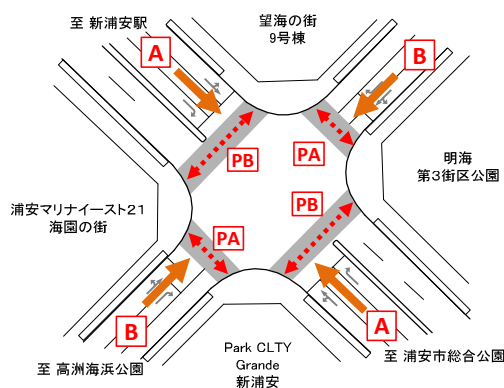 至 新浦安駅
望海の街
9号棟
A
B
PB
PA
明海
第3街区公園
浦安マリナイースト21
海園の街
PB
PA
B
A
至 高洲海浜公園
Park CLTY
Grande
新浦安
至 浦安市総合公園